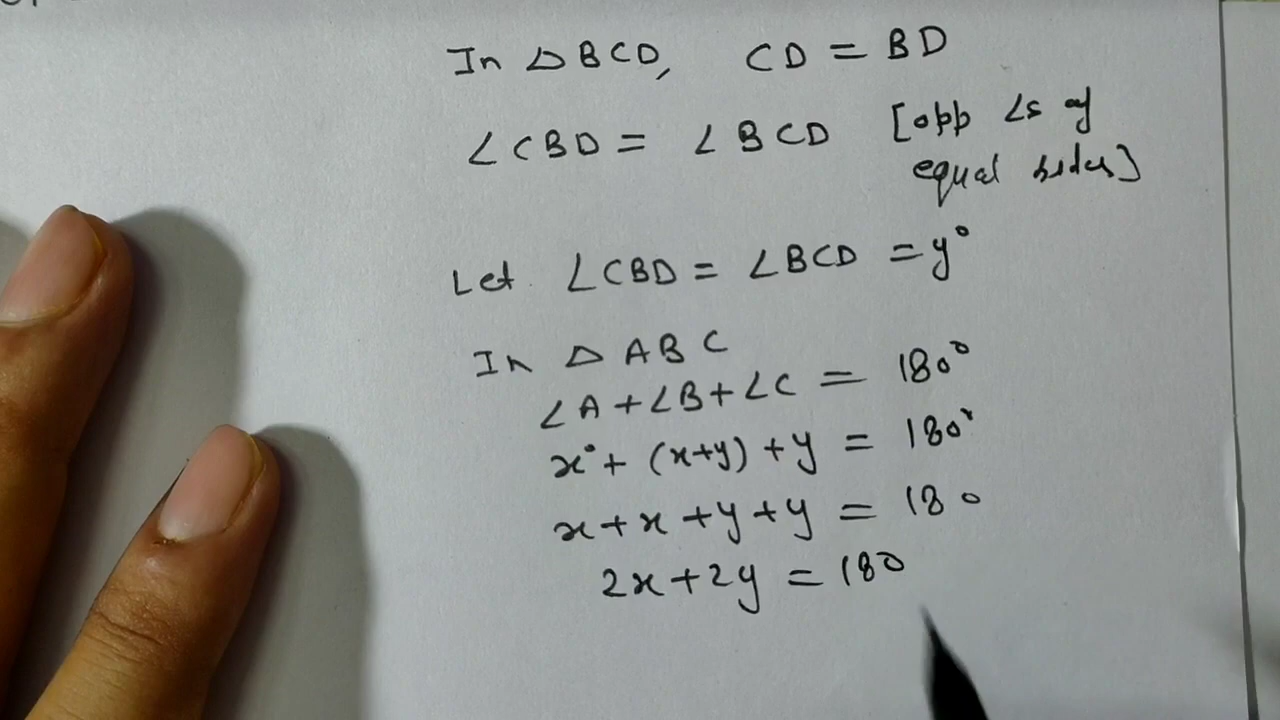 In △BCD, CD = BD
∠CBD = ∠BCD [opp ∠s of
equal sides]
Let ∠CBD = ∠BCD = y°
In △ABC
∠A + ∠B + ∠C = 180°
x° + (x+y) + y = 180°
x + x + y + y = 180
2x + 2y = 180